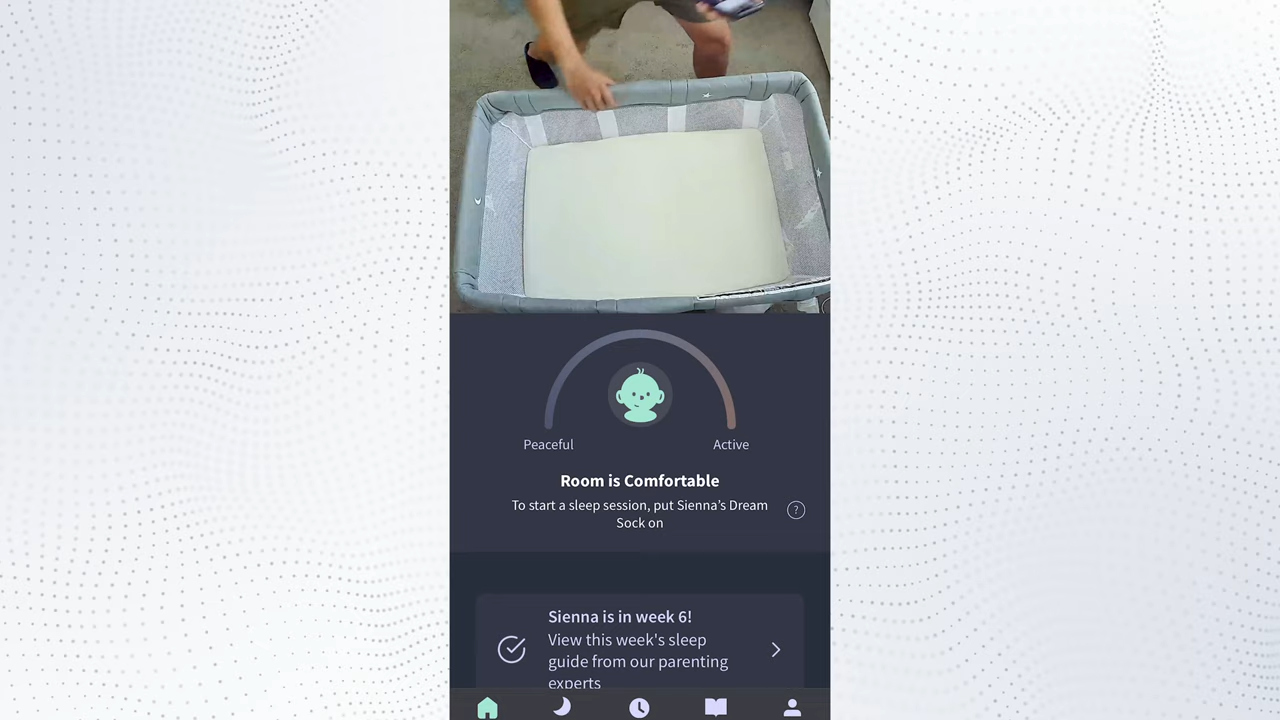 Peaceful
Active
Room is Comfortable
To start a sleep session, put Sienna’s Dream
Sock on
?
Sienna is in week 6!
View this week's sleep
guide from our parenting
experts